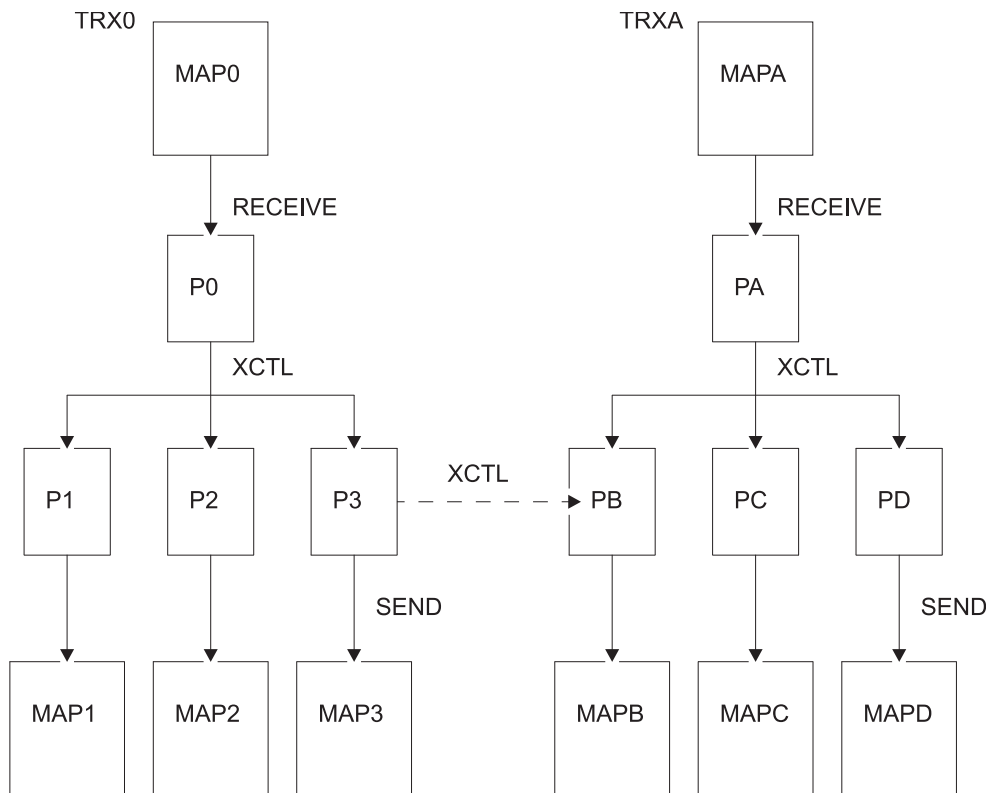 TRX0
TRXA
MAP0
MAPA
RECEIVE
RECEIVE
P0
PA
XCTL
XCTL
P1
P2
P3
XCTL
PB
PC
PD
SEND
SEND
MAP1
MAP2
MAP3
MAPB
MAPC
MAPD